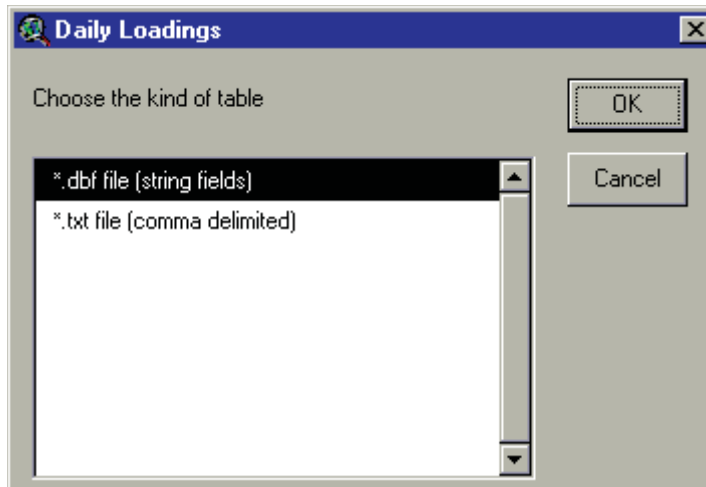 Daily Loadings
Choose the kind of table
OK
*.dbf file (string fields)
Cancel
*.txt file (comma delimited)